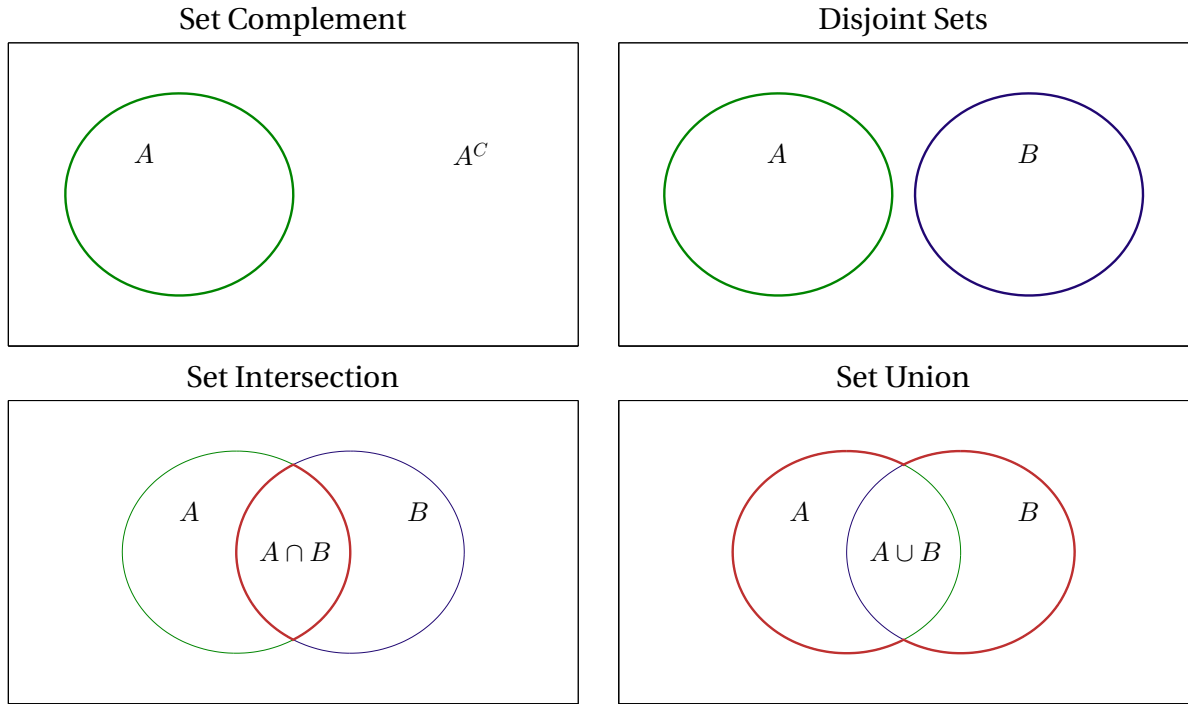 Set Complement
A A^C
Disjoint Sets
A B
Set Intersection
A A ∩ B B
Set Union
A A ∪ B B